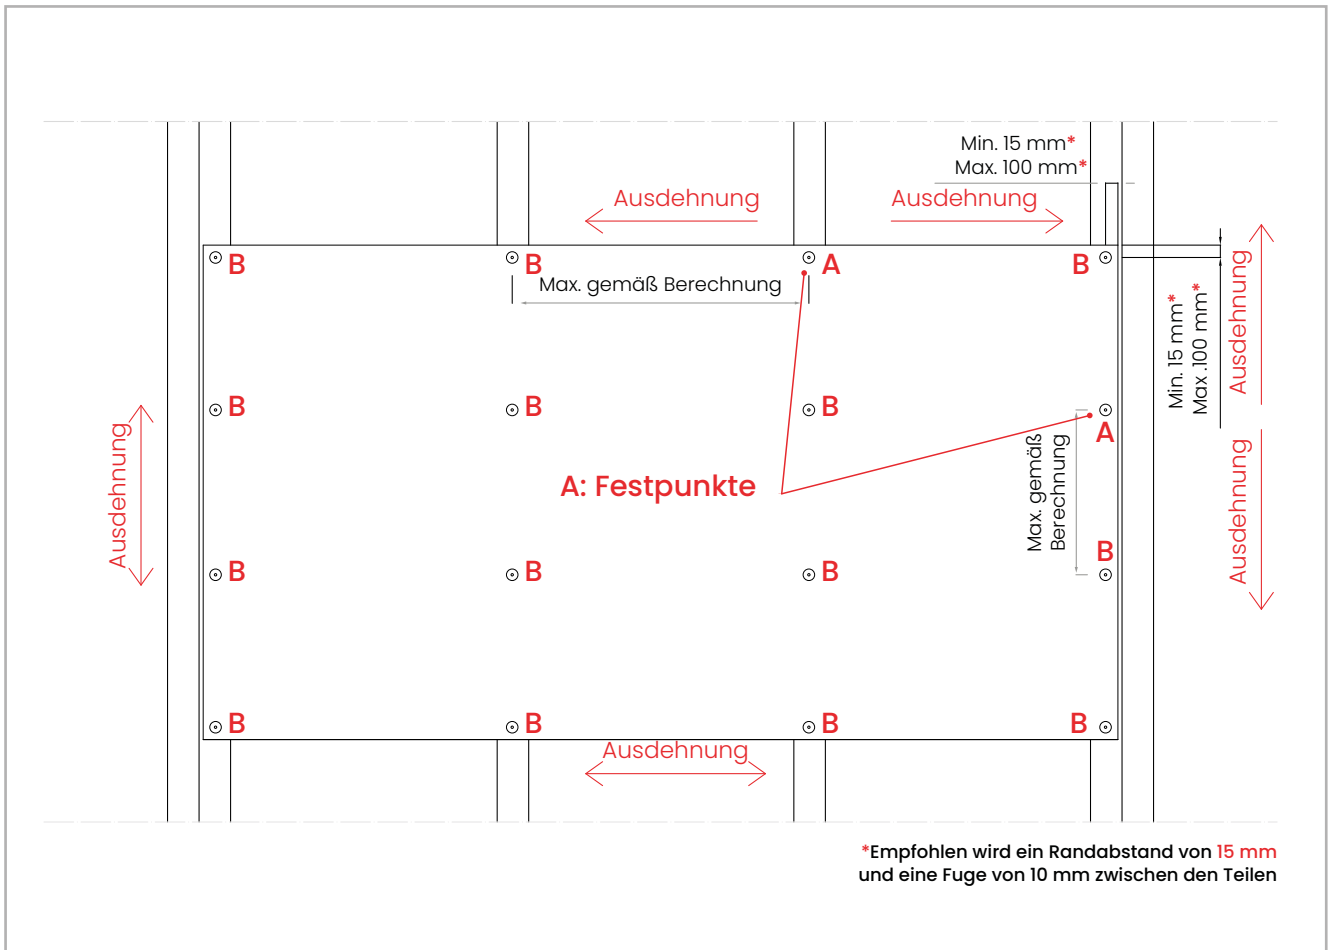 Min. 15 mm*
Max. 100 mm*
Ausdehnung
Ausdehnung
B
B
A
B
Max. gemäß Berechnung
Min. 15 mm*
Max .100 mm*
Ausdehnung
Ausdehnung
B
B
B
A
Max. gemäß
Berechnung
A: Festpunkte
Ausdehnung
B
B
B
B
B
B
B
B
Ausdehnung
*Empfohlen wird ein Randabstand von 15 mm
und eine Fuge von 10 mm zwischen den Teilen